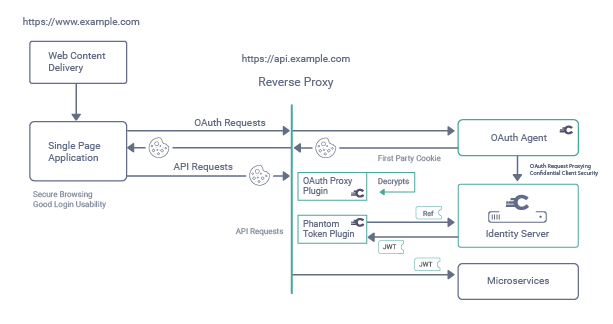 https://www.example.com
Web Content
Delivery
https://api.example.com
Reverse Proxy
OAuth Requests
Single Page
Application
OAuth Agent
First Party Cookie
API Requests
OAuth Request Proxying
Confidential Client Security
Secure Browsing
Good Login Usability
OAuth Proxy
Plugin
Decrypts
API Requests
Phantom
Token Plugin
Ref
JWT
Identity Server
JWT
Microservices